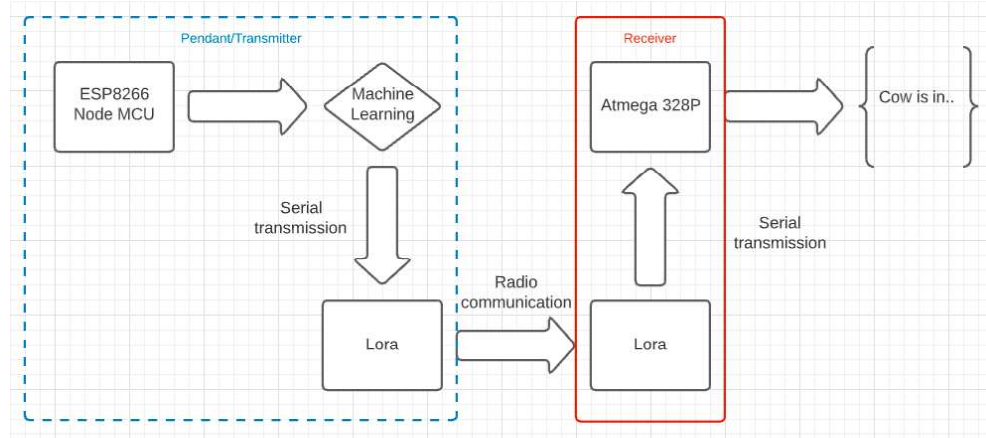 Pendant/Transmitter
ESP8266
Node MCU
Machine
Learning
Serial
transmission
Lora
Radio
communication
Receiver
Atmega 328P
Serial
transmission
Lora
Cow is in..